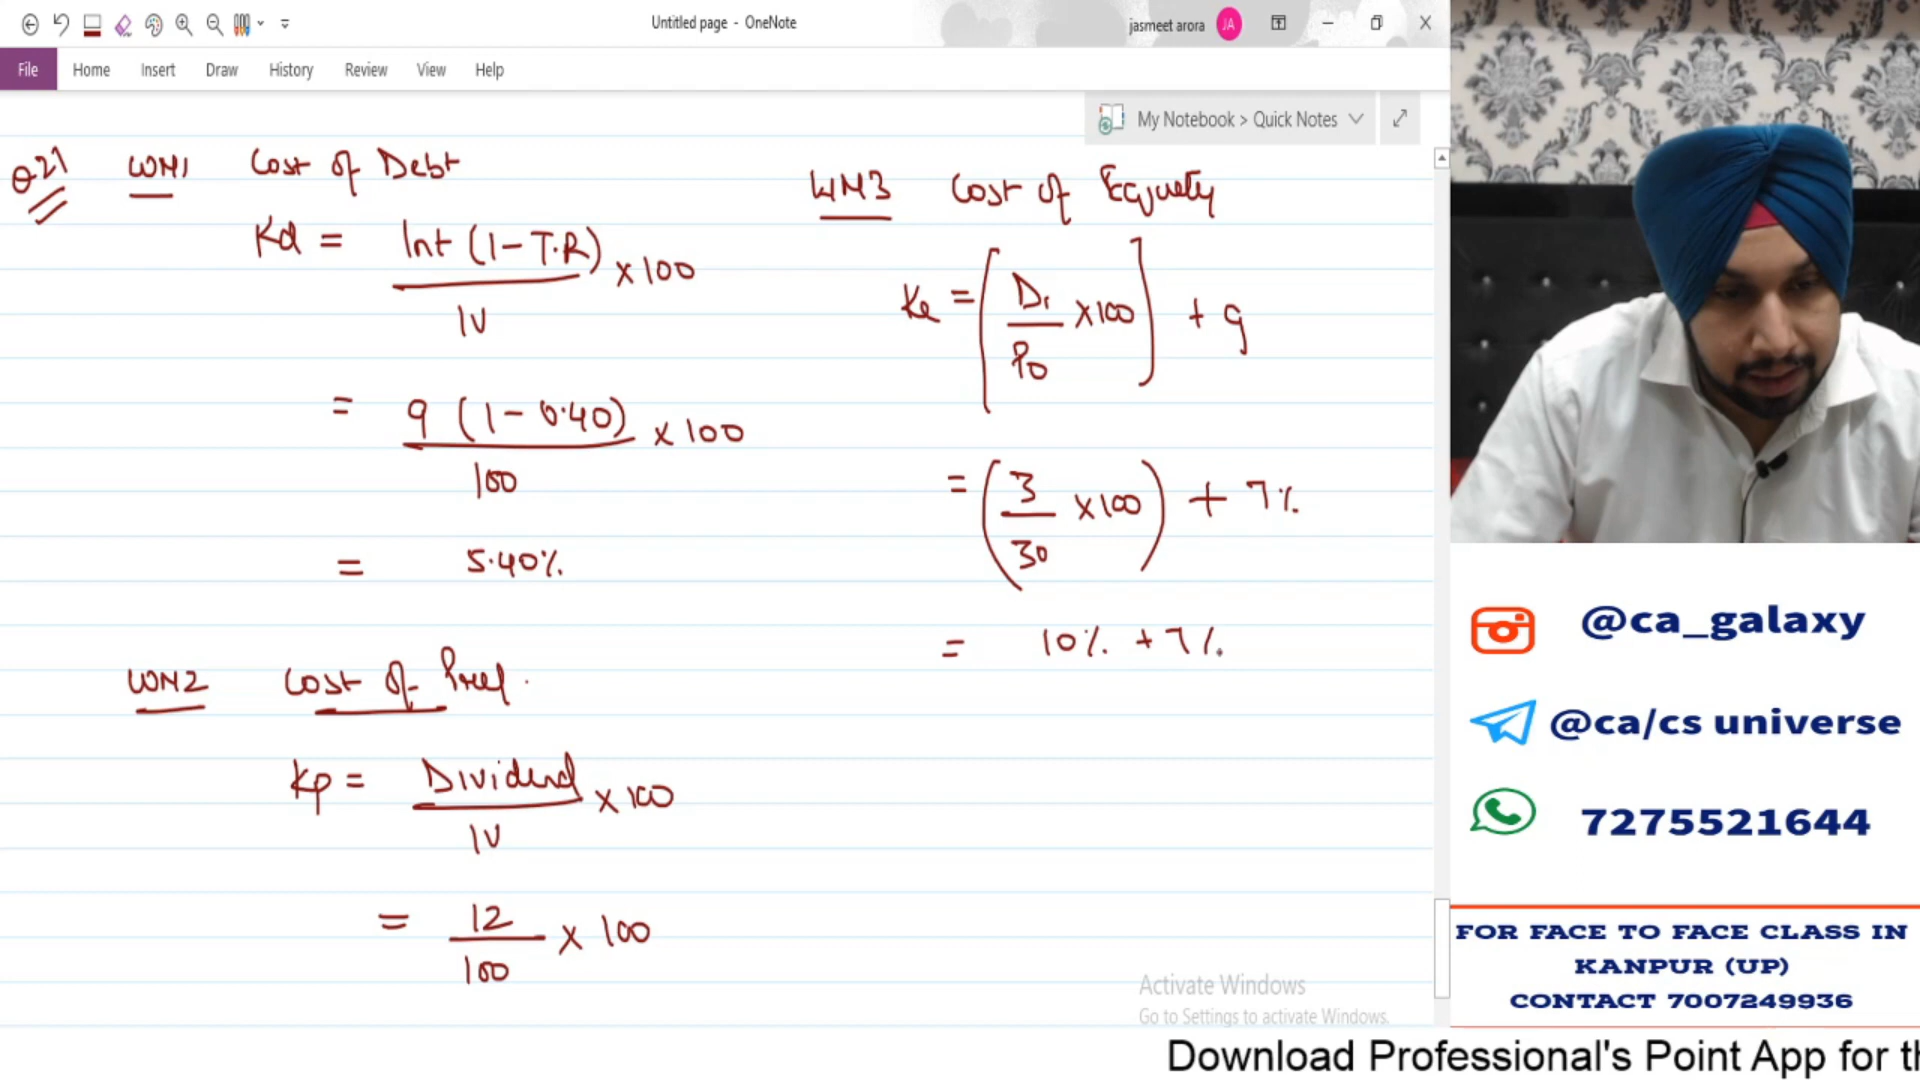 Untitled page - OneNote
jasmeet arora JA
File Home Insert Draw History Review View Help
My Notebook > Quick Notes
Q21
WN1 Cost of Debt
Kd = Int (1 - T.R) x 100
IV
= 9 (1 - 0.40) x 100
100
= 5.40%
WN2 Cost of Pref.
Kp = Dividend x 100
IV
= 12 x 100
100
WN3 Cost of Equity
Ke = [ D1 x 100 ] + g
P0
= ( 3 x 100 ) + 7%
30
= 10% + 7%
Activate Windows
Go to Settings to activate Windows.
@ca_galaxy
@ca/cs universe
7275521644
FOR FACE TO FACE CLASS IN
KANPUR (UP)
CONTACT 7007249936
Download Professional's Point App for th